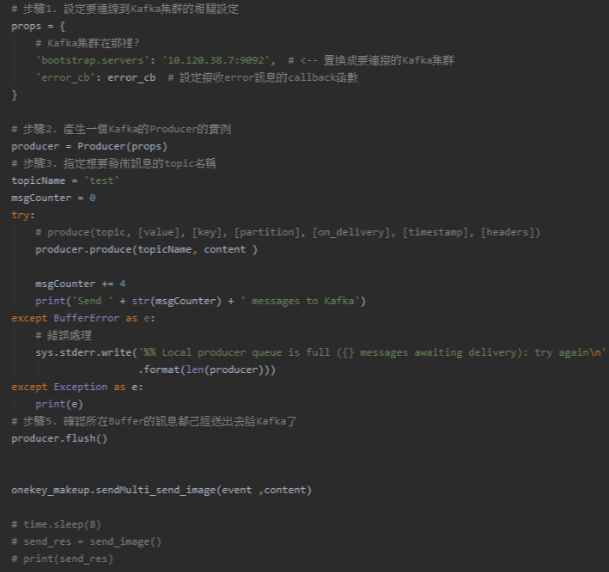 # 步驟1. 設定要連線到Kafka集群的相關設定
props = {
# Kafka集群在那裡?
'bootstrap.servers': '10.120.38.7:9092',  # <-- 置換成要連接的Kafka集群
'error_cb': error_cb  # 設定接收error訊息的callback函數
}
# 步驟2. 產生一個Kafka的Producer的實例
producer = Producer(props)
# 步驟3. 指定想要發佈訊息的topic名稱
topicName = 'test'
msgCounter = 0
try:
# produce(topic, [value], [key], [partition], [on_delivery], [timestamp], [headers])
producer.produce(topicName, content )
msgCounter += 4
print('Send ' + str(msgCounter) + ' messages to Kafka')
except BufferError as e:
# 錯誤處理
sys.stderr.write('%% Local producer queue is full ({} messages awaiting delivery): try again\n'
.format(len(producer)))
except Exception as e:
print(e)
# 步驟5. 確認所在Buffer的訊息都己經送出去給Kafka了
producer.flush()
onekey_makeup.sendMulti_send_image(event ,content)
# time.sleep(8)
# send_res = send_image()
# print(send_res)